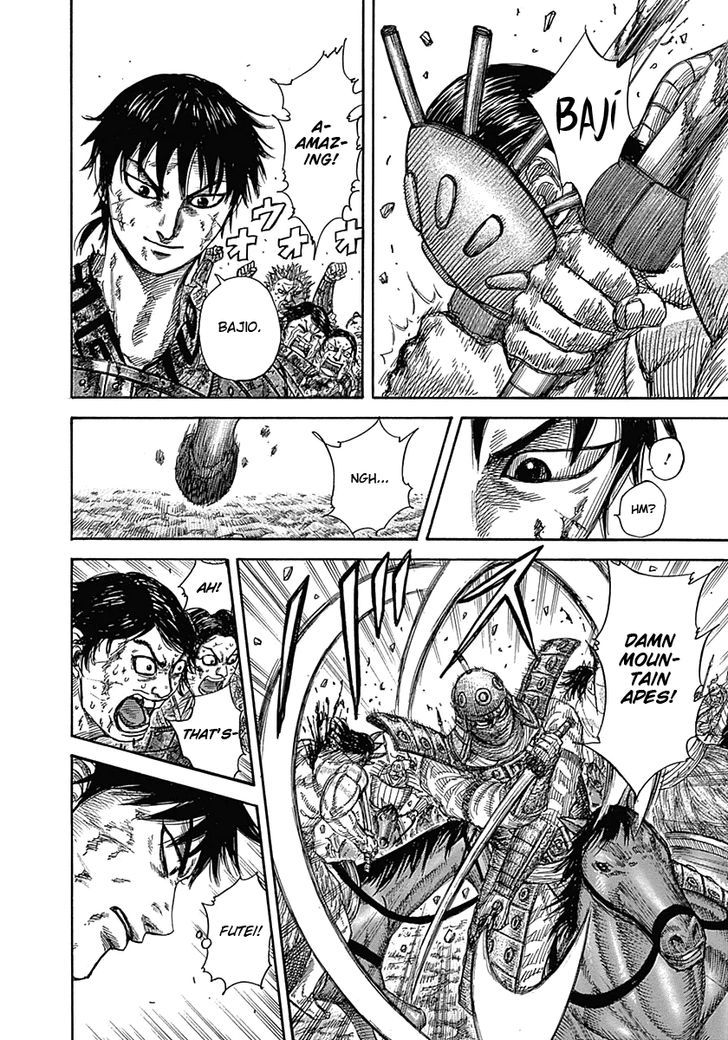 BAJI
A-
AMAZ-
ING!
ウオオオ
BAJIO.
!
HM?
NGH...
DAMN
MOUN-
TAIN
APES!
AH!
THAT'S-
FUTEI!